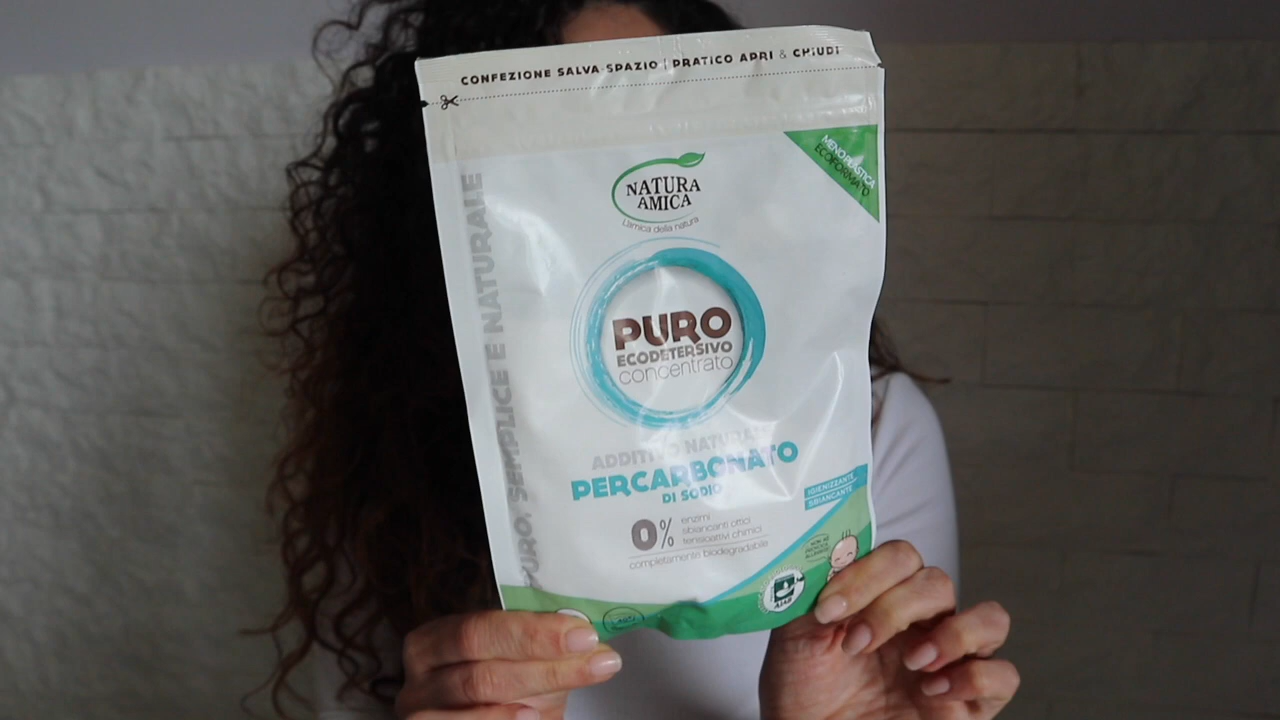 CONFEZIONE SALVA SPAZIO | PRATICO APRI & CHIUDI
MENO PLASTICA
ECOFORMATO
NATURA
AMICA
L'amica della natura
PURO, SEMPLICE E NATURALE
PURO
ECODETERSIVO
concentrato
ADDITIVO NATURALE
PERCARBONATO
DI SODIO
IGIENIZZANTE
SBIANCANTE
0%
enzimi
sbiancanti ottici
tensioattivi chimici
completamente biodegradabile
AIAB